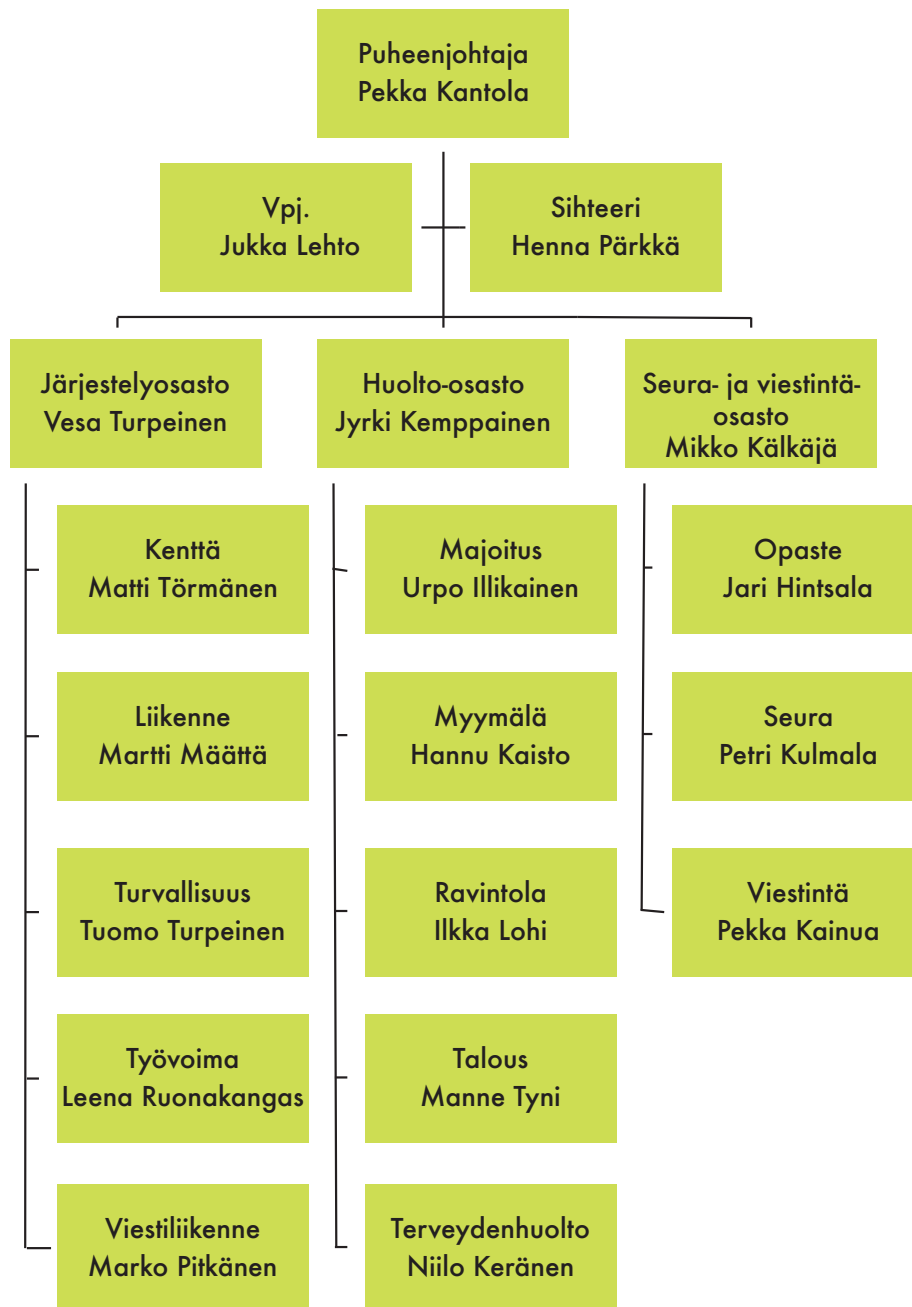 Puheenjohtaja
Pekka Kantola
Vpj.
Jukka Lehto
Sihteeri
Henna Pärkkä
Järjestelyosasto
Vesa Turpeinen
Huolto-osasto
Jyrki Kemppainen
Seura- ja viestintä-
osasto
Mikko Kälkäjä
Kenttä
Matti Törmänen
Liikenne
Martti Määttä
Turvallisuus
Tuomo Turpeinen
Työvoima
Leena Ruonakangas
Viestiliikenne
Marko Pitkänen
Majoitus
Urpo Illikainen
Myymälä
Hannu Kaisto
Ravintola
Ilkka Lohi
Talous
Manne Tyni
Terveydenhuolto
Niilo Keränen
Opaste
Jari Hintsala
Seura
Petri Kulmala
Viestintä
Pekka Kainua